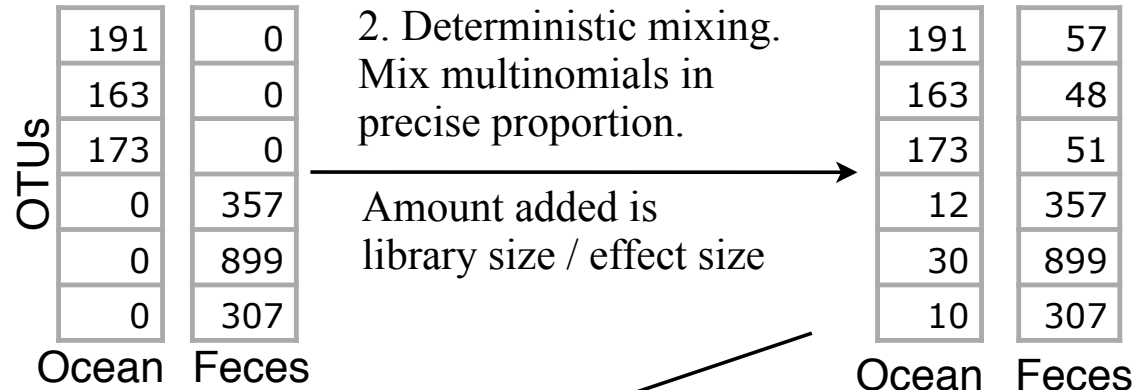 191 0
163 0
173 0
0 357
0 899
0 307
OTUs
Ocean Feces
2. Deterministic mixing.
Mix multinomials in
precise proportion.
Amount added is
library size / effect size
191 57
163 48
173 51
12 357
30 899
10 307
Ocean Feces